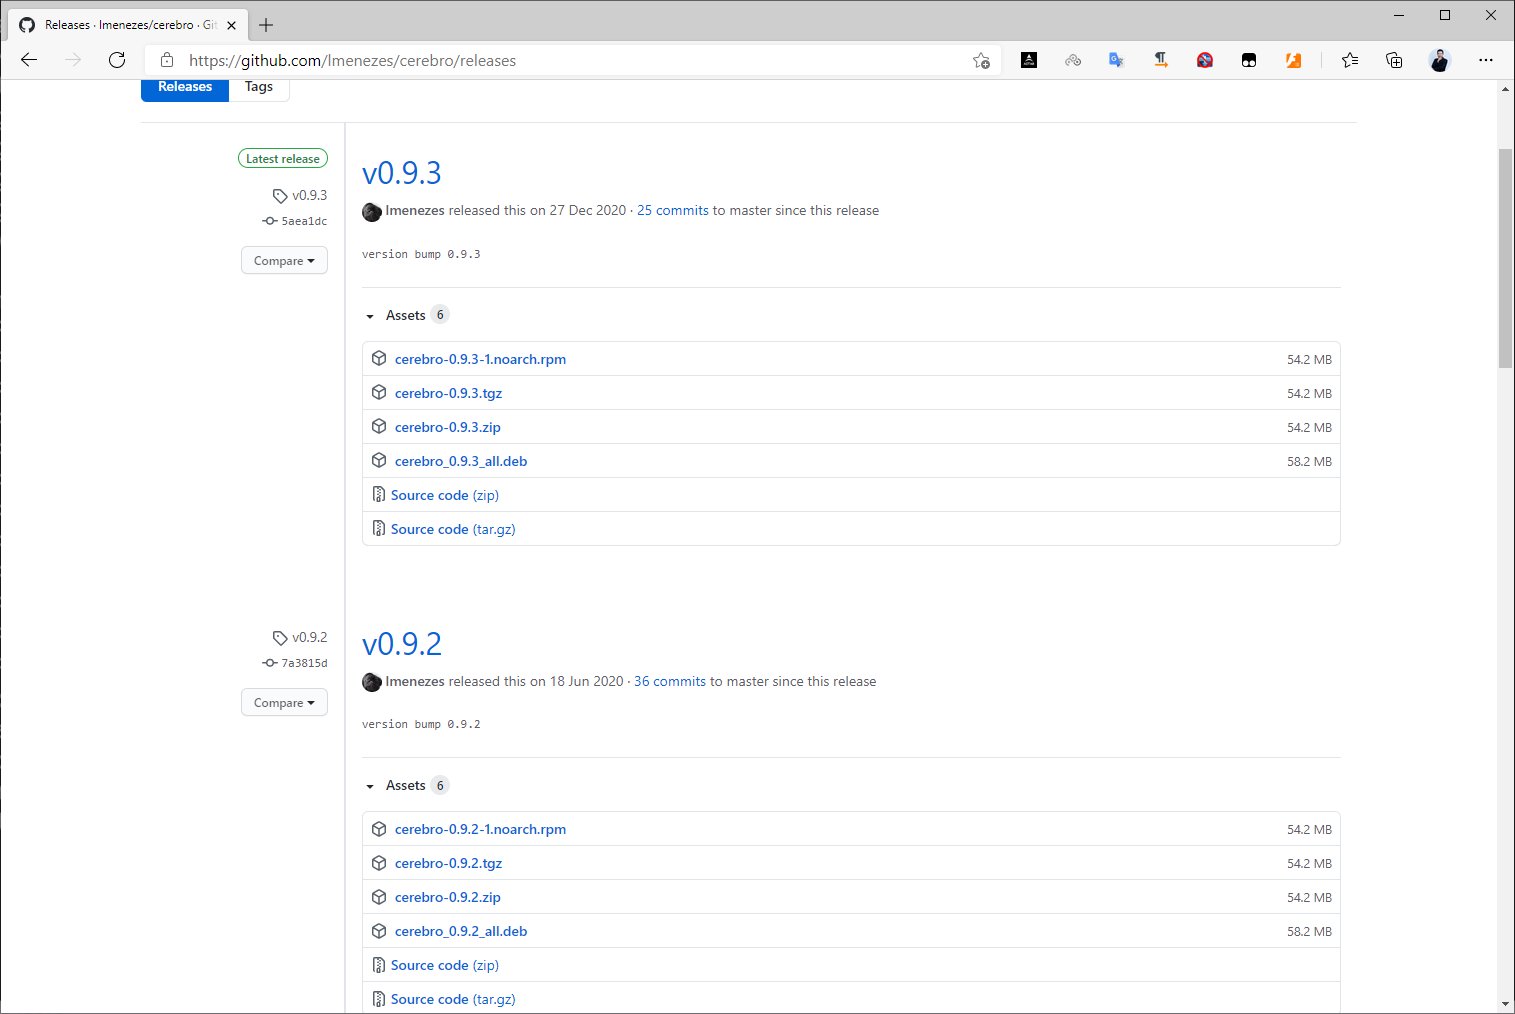 Releases · lmenezes/cerebro · Git
https://github.com/lmenezes/cerebro/releases
Releases
Tags
Latest release
v0.9.3
5aea1dc
Compare
v0.9.3
lmenezes released this on 27 Dec 2020 · 25 commits to master since this release
version bump 0.9.3
Assets 6
cerebro-0.9.3-1.noarch.rpm 54.2 MB
cerebro-0.9.3.tgz 54.2 MB
cerebro-0.9.3.zip 54.2 MB
cerebro_0.9.3_all.deb 58.2 MB
Source code (zip)
Source code (tar.gz)
v0.9.2
7a3815d
Compare
v0.9.2
lmenezes released this on 18 Jun 2020 · 36 commits to master since this release
version bump 0.9.2
Assets 6
cerebro-0.9.2-1.noarch.rpm 54.2 MB
cerebro-0.9.2.tgz 54.2 MB
cerebro-0.9.2.zip 54.2 MB
cerebro_0.9.2_all.deb 58.2 MB
Source code (zip)
Source code (tar.gz)